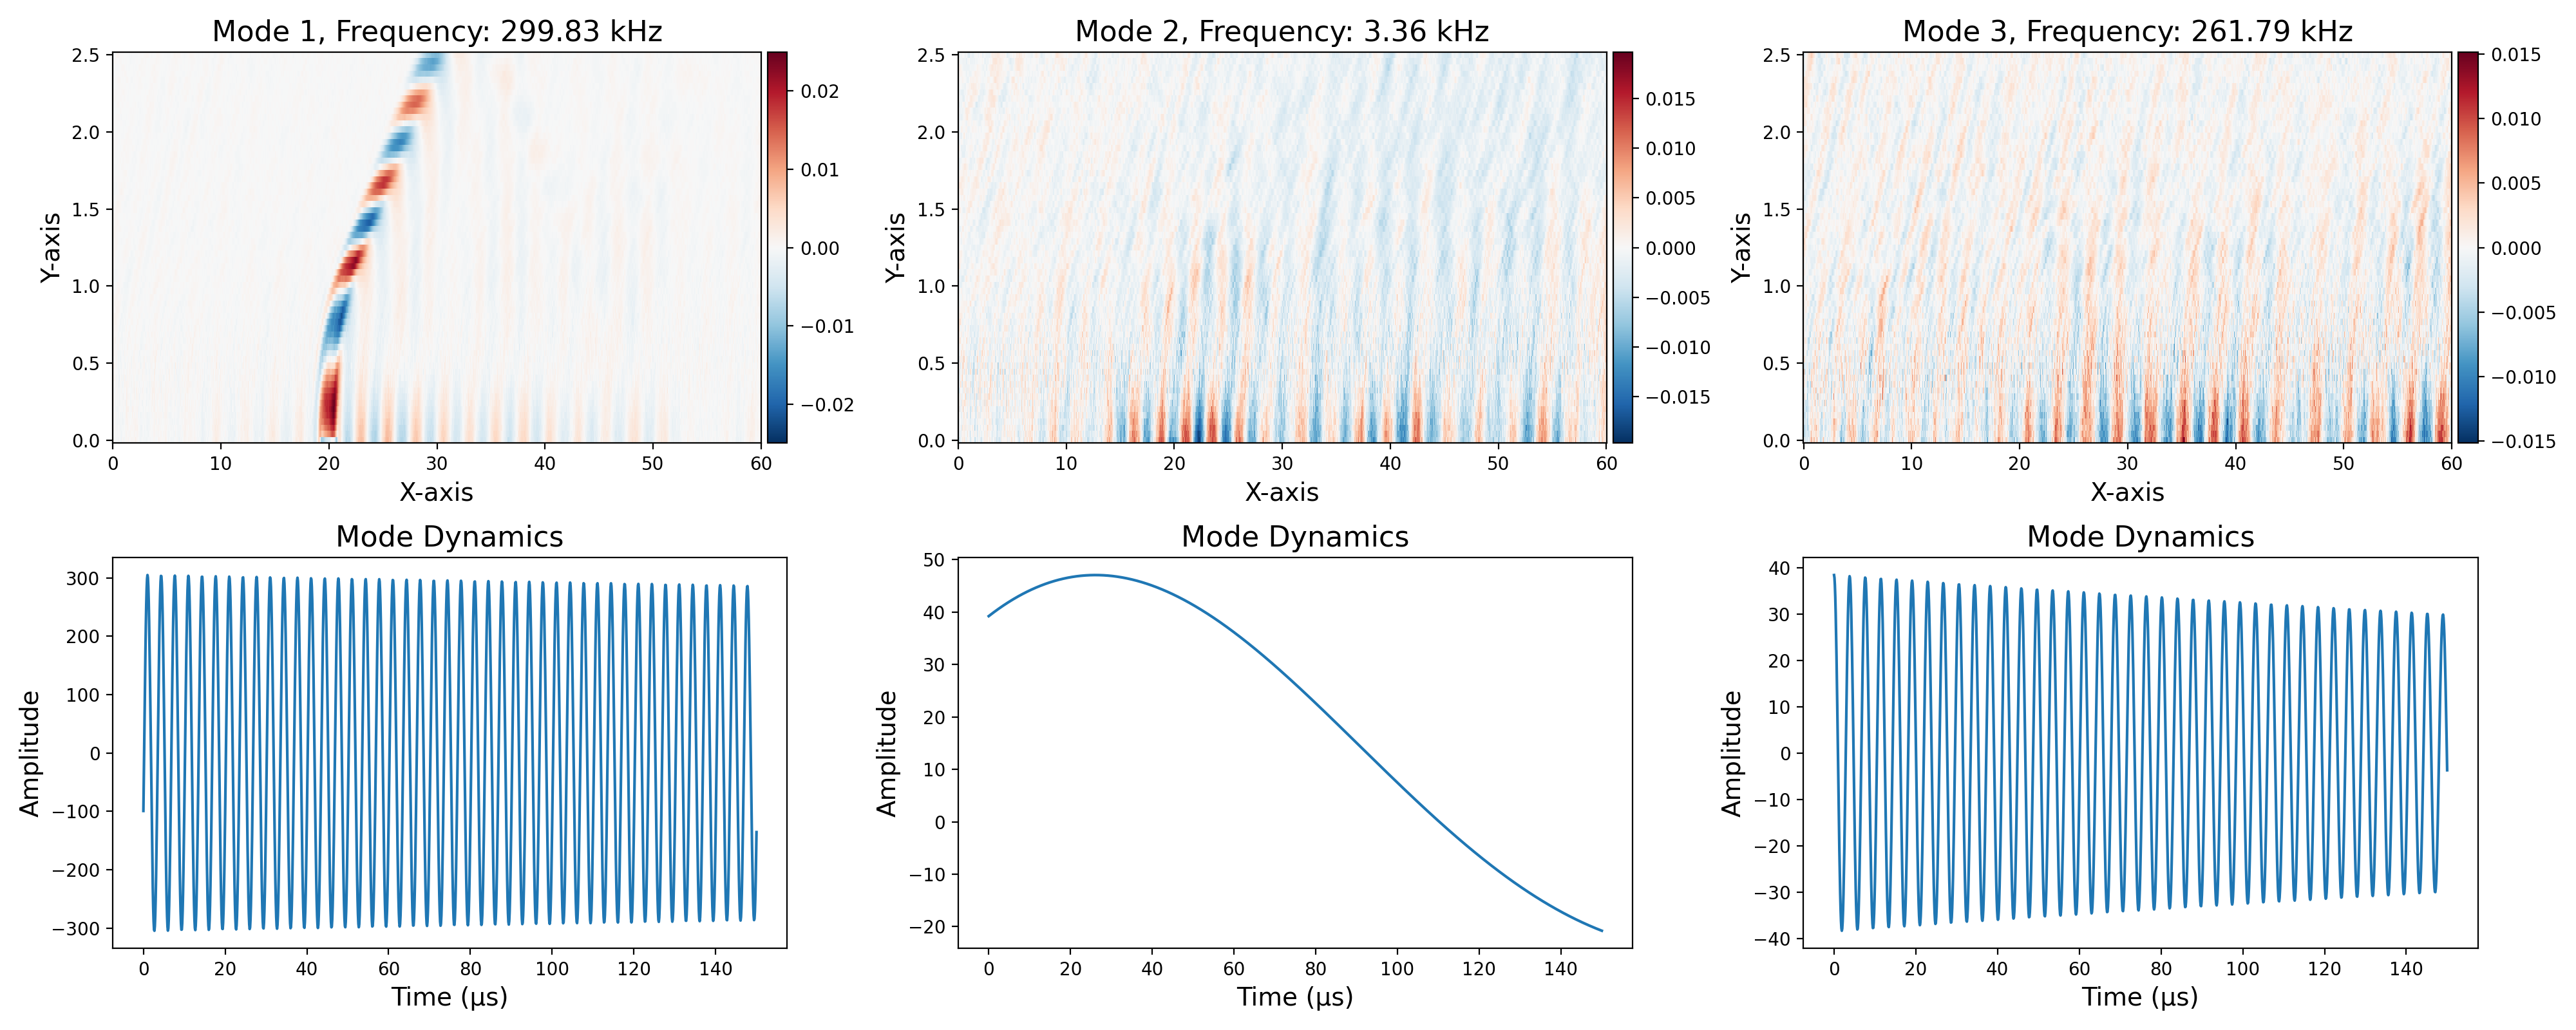 Mode 1, Frequency: 299.83 kHz
2.5
2.0
1.5
1.0
0.5
0.0
Y-axis
0 10 20 30 40 50 60
X-axis
0.02
0.01
0.00
−0.01
−0.02
Mode 2, Frequency: 3.36 kHz
2.5
2.0
1.5
1.0
0.5
0.0
Y-axis
0 10 20 30 40 50 60
X-axis
0.015
0.010
0.005
0.000
−0.005
−0.010
−0.015
Mode 3, Frequency: 261.79 kHz
2.5
2.0
1.5
1.0
0.5
0.0
Y-axis
0 10 20 30 40 50 60
X-axis
0.015
0.010
0.005
0.000
−0.005
−0.010
−0.015
Mode Dynamics
300
200
100
0
−100
−200
−300
Amplitude
0 20 40 60 80 100 120 140
Time (μs)
Mode Dynamics
50
40
30
20
10
0
−10
−20
Amplitude
0 20 40 60 80 100 120 140
Time (μs)
Mode Dynamics
40
30
20
10
0
−10
−20
−30
−40
Amplitude
0 20 40 60 80 100 120 140
Time (μs)